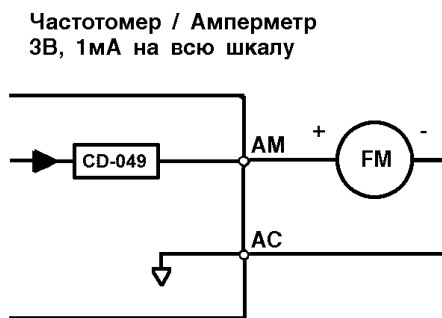 Частотомер / Амперметр
3В, 1мА на всю шкалу
CD-049
AM
+
FM
-
AC